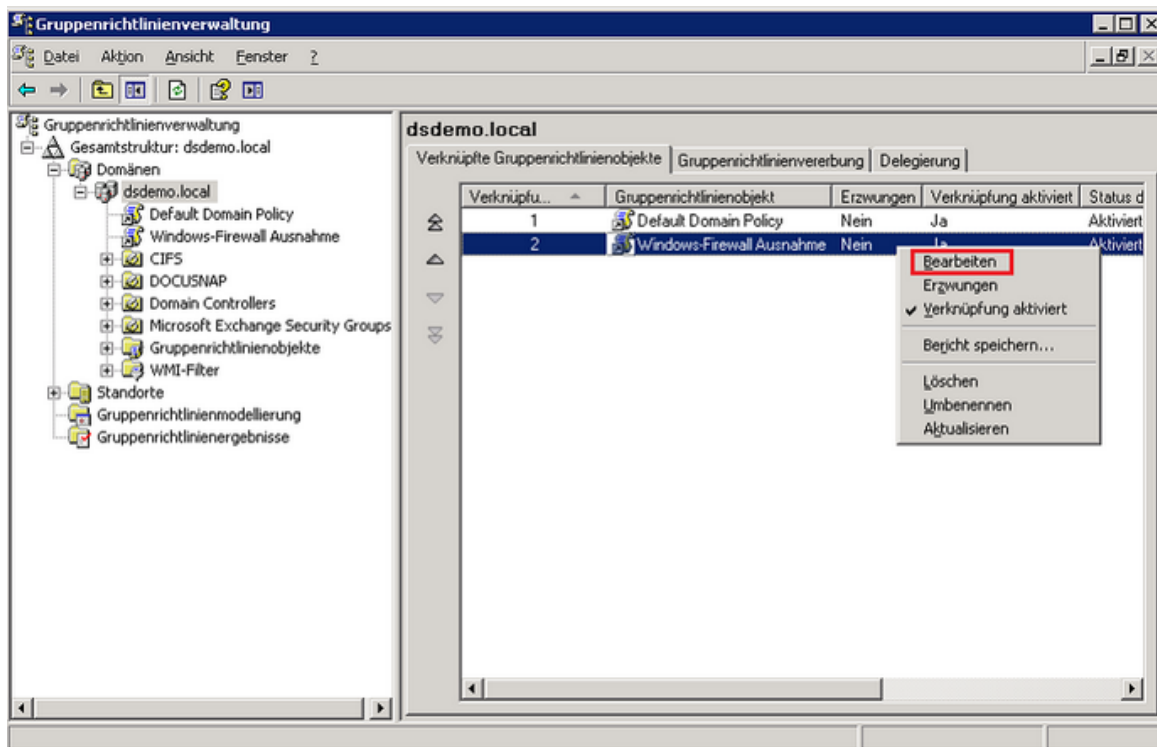 Gruppenrichtlinienverwaltung
Datei Aktion Ansicht Fenster ?
Gruppenrichtlinienverwaltung
Gesamtstruktur: dsdemo.local
Domänen
dsdemo.local
Default Domain Policy
Windows-Firewall Ausnahme
CIFS
DOCUSNAP
Domain Controllers
Microsoft Exchange Security Groups
Gruppenrichtlinienobjekte
WMI-Filter
Standorte
Gruppenrichtlinienmodellierung
Gruppenrichtlinienergebnisse
dsdemo.local
Verknüpfte Gruppenrichtlinienobjekte Gruppenrichtlinienvererbung Delegierung
Verknüpfu... Gruppenrichtlinienobjekt Erzwungen Verknüpfung aktiviert Status d
1 Default Domain Policy Nein Ja Aktiviert
2 Windows-Firewall Ausnahme Nein Ja Aktiviert
Bearbeiten
Erzwungen
Verknüpfung aktiviert
Bericht speichern...
Löschen
Umbenennen
Aktualisieren